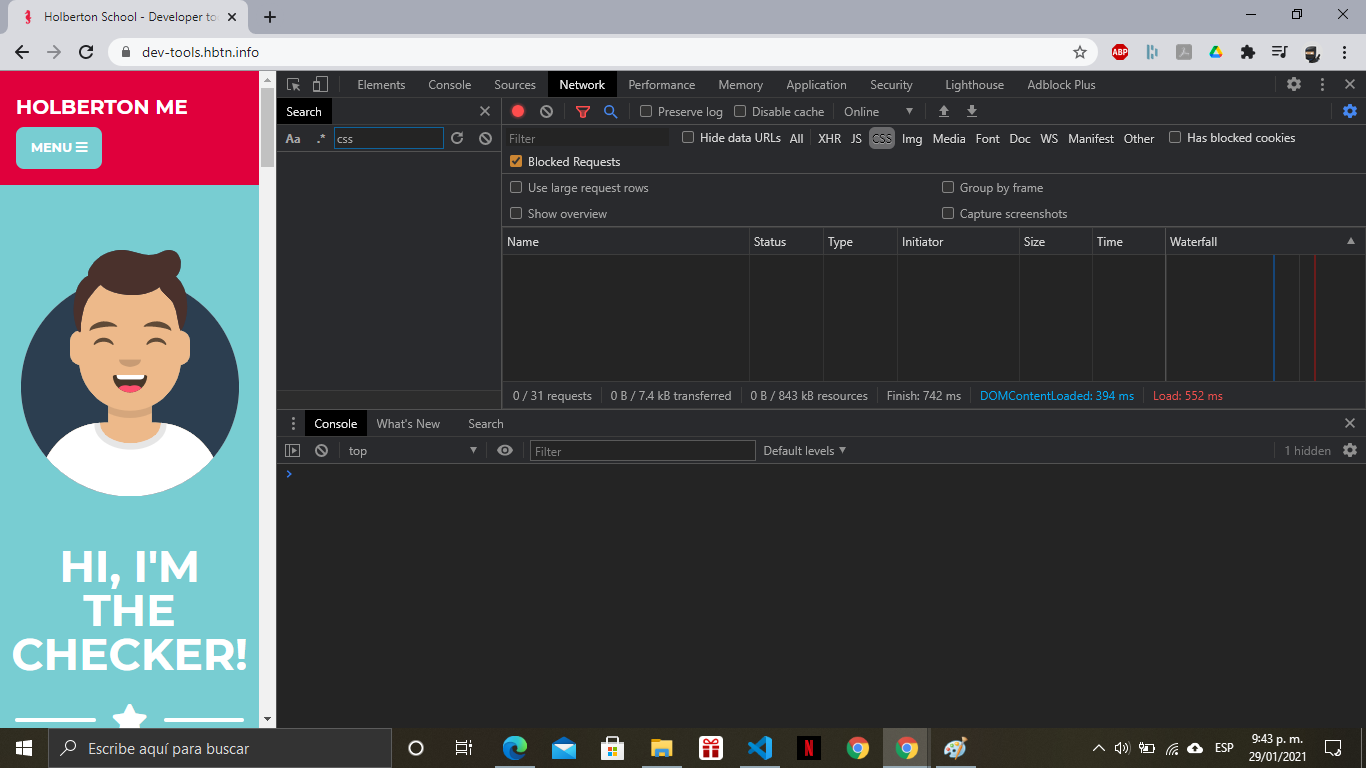 Holberton School - Developer to
dev-tools.hbtn.info
ABP
HOLBERTON ME
MENU
HI, I'M
THE
CHECKER!
Elements Console Sources Network Performance Memory Application Security Lighthouse Adblock Plus
Search
Aa .* css
Preserve log Disable cache Online
Filter Hide data URLs All XHR JS CSS Img Media Font Doc WS Manifest Other Has blocked cookies
Blocked Requests
Use large request rows Group by frame
Show overview Capture screenshots
Name Status Type Initiator Size Time Waterfall
0 / 31 requests 0 B / 7.4 kB transferred 0 B / 843 kB resources Finish: 742 ms DOMContentLoaded: 394 ms Load: 552 ms
Console What's New Search
top Filter Default levels 1 hidden
Escribe aquí para buscar
N
ESP
9:43 p. m.
29/01/2021